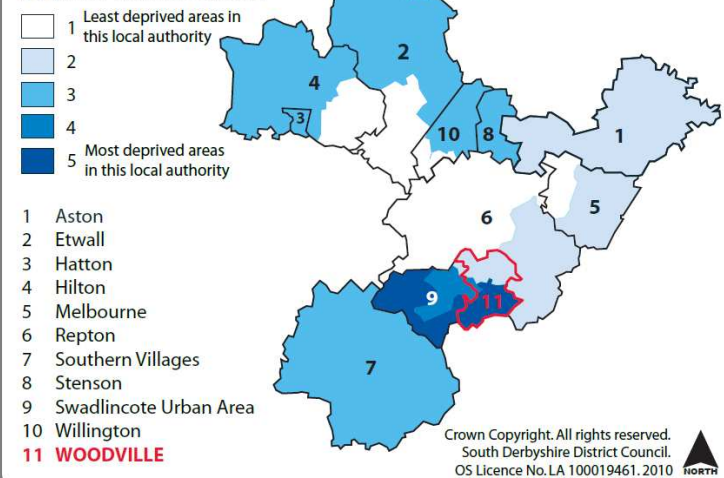 1 Least deprived areas in
this local authority
2
3
4
5 Most deprived areas
in this local authority
1 Aston
2 Etwall
3 Hatton
4 Hilton
5 Melbourne
6 Repton
7 Southern Villages
8 Stenson
9 Swadlincote Urban Area
10 Willington
11 WOODVILLE
2
4
3
10
8
1
5
6
9
11
7
Crown Copyright. All rights reserved.
South Derbyshire District Council.
OS Licence No. LA 100019461. 2010
NORTH